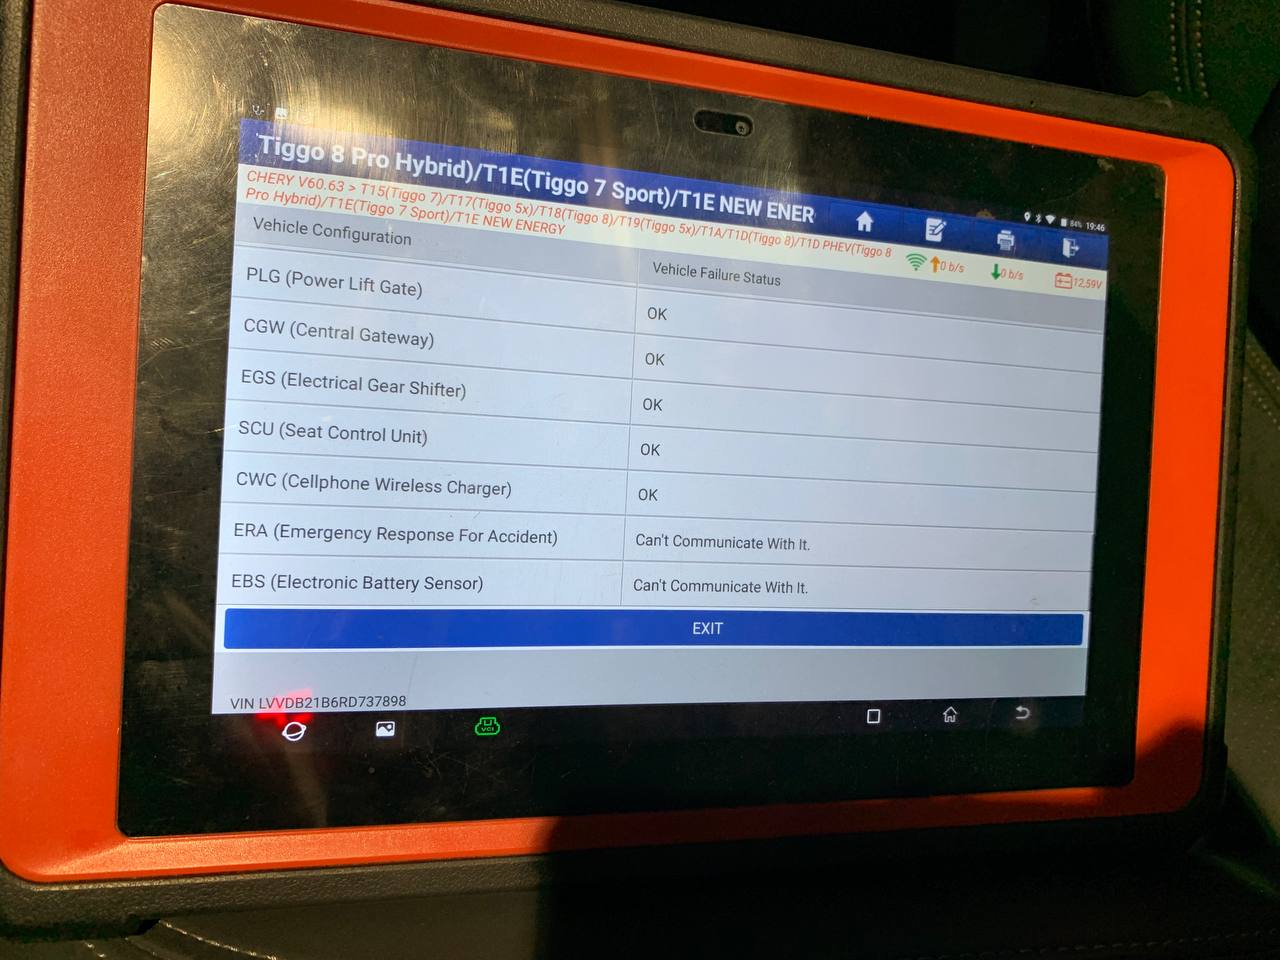 84% 19:46
Tiggo 8 Pro Hybrid)/T1E(Tiggo 7 Sport)/T1E NEW ENER
CHERY V60.63 > T15(Tiggo 7)/T17(Tiggo 5x)/T18(Tiggo 8)/T19(Tiggo 5x)/T1A/T1D(Tiggo 8)/T1D PHEV(Tiggo 8
Pro Hybrid)/T1E(Tiggo 7 Sport)/T1E NEW ENERGY
0 b/s 0 b/s 12,59V
Vehicle Configuration Vehicle Failure Status
PLG (Power Lift Gate) OK
CGW (Central Gateway) OK
EGS (Electrical Gear Shifter) OK
SCU (Seat Control Unit) OK
CWC (Cellphone Wireless Charger) OK
ERA (Emergency Response For Accident) Can't Communicate With It.
EBS (Electronic Battery Sensor) Can't Communicate With It.
EXIT
VIN LVVDB21B6RD737898
VCI